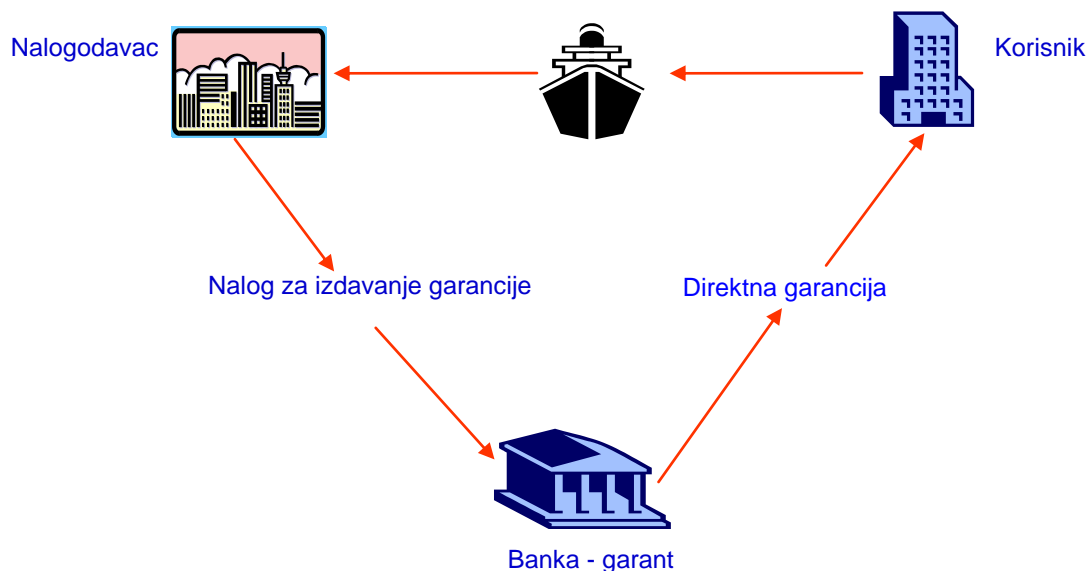 Nalogodavac
Korisnik
Nalog za izdavanje garancije
Direktna garancija
Banka - garant